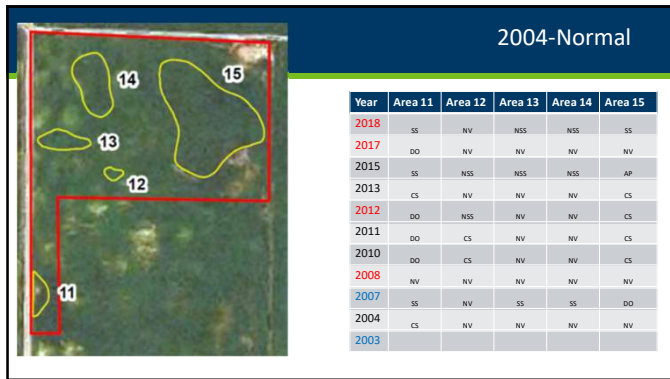 2004-Normal
14
15
13
12
11
Year Area 11 Area 12 Area 13 Area 14 Area 15
2018 SS NV NSS NSS SS
2017 DO NV NV NV NV
2015 SS NSS NSS NSS AP
2013 CS NV NV NV CS
2012 DO NSS NV NV CS
2011 DO CS NV NV CS
2010 DO CS NV NV CS
2008 NV NV NV NV NV
2007 SS NV SS SS DO
2004 CS NV NV NV NV
2003